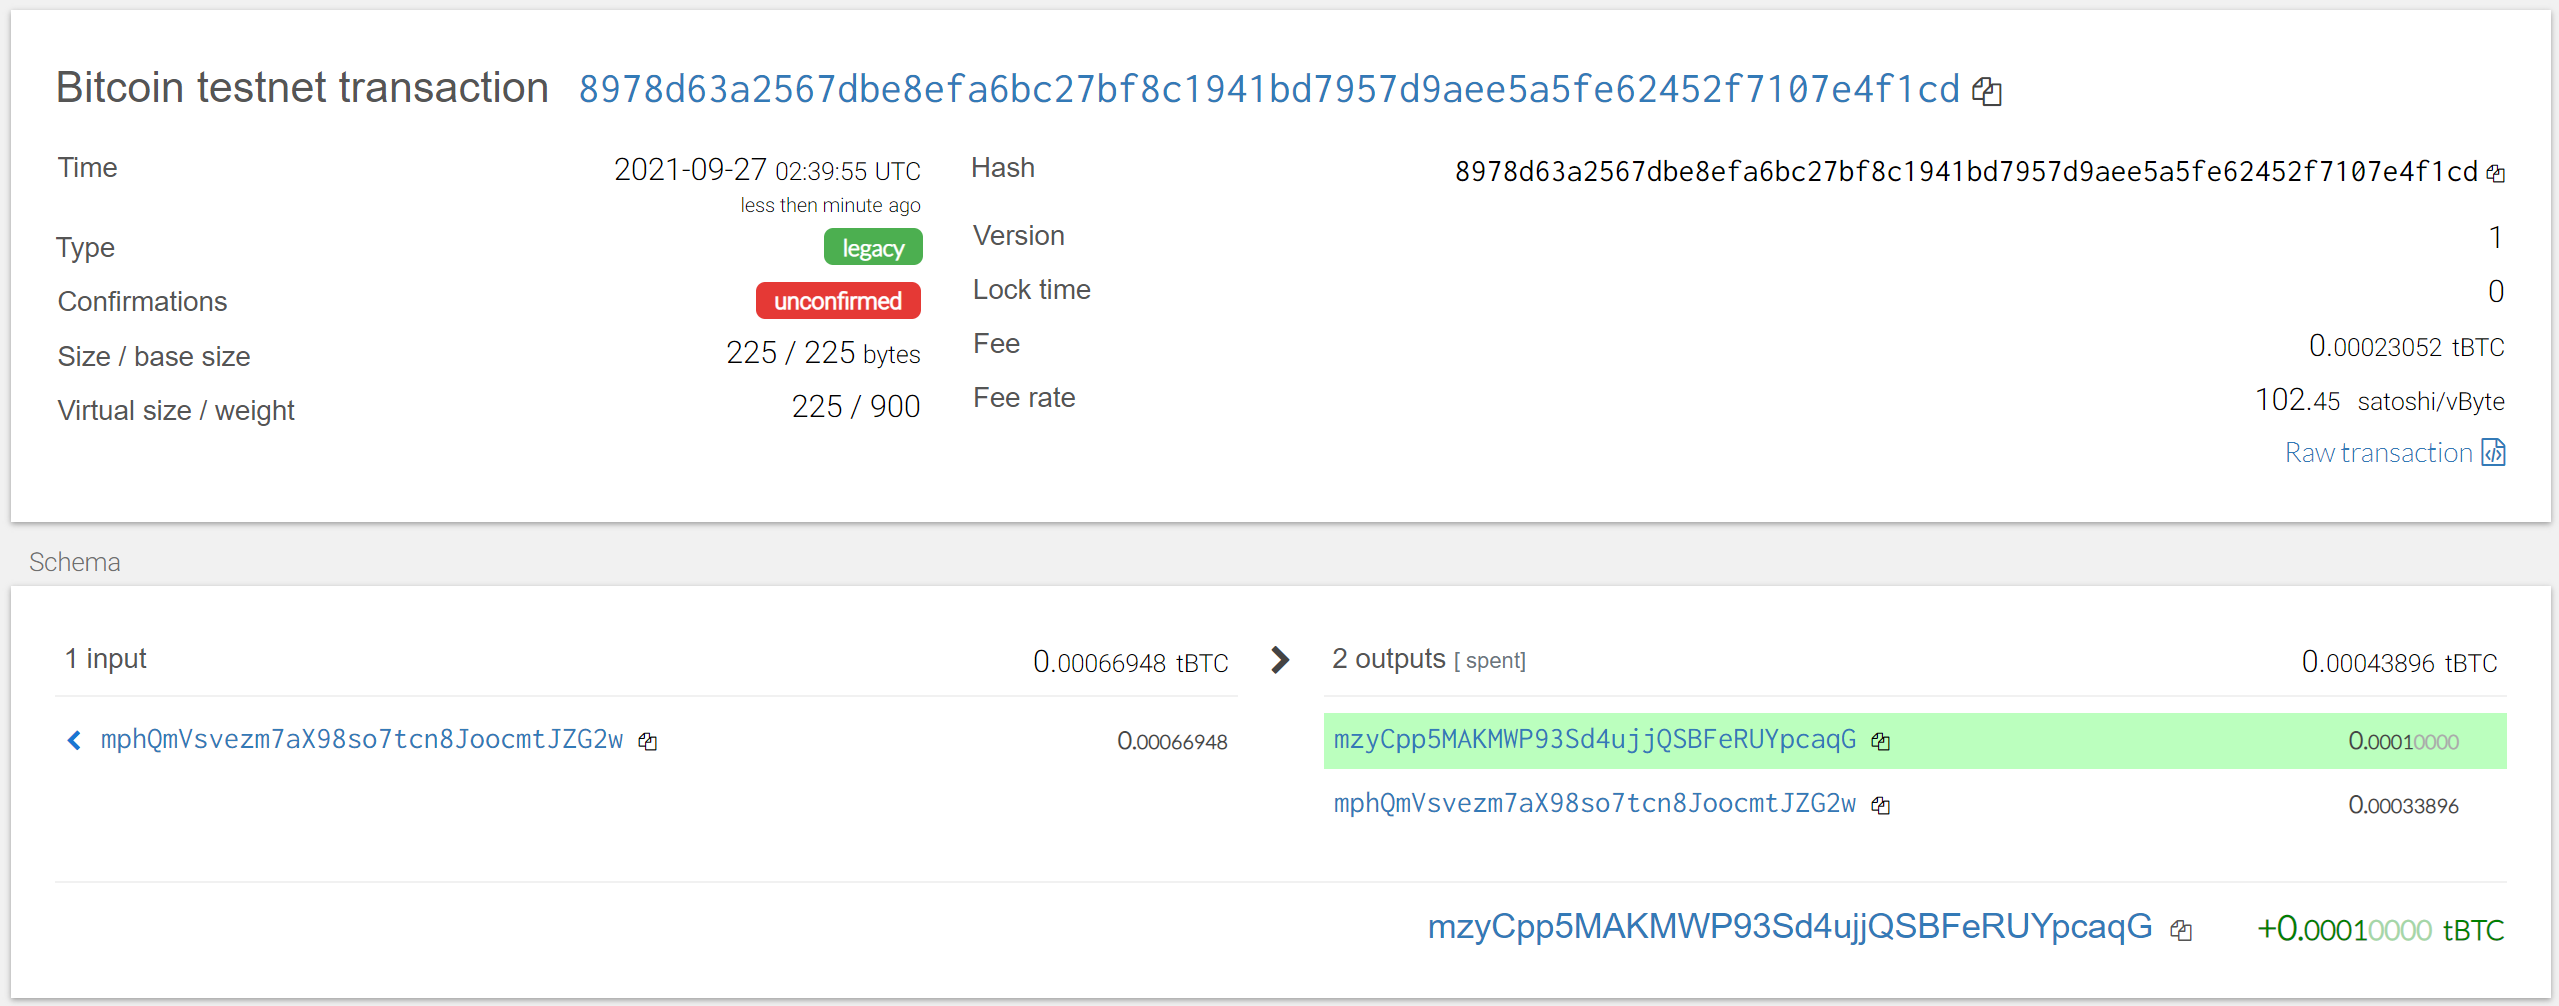 Bitcoin testnet transaction 8978d63a2567dbe8efa6bc27bf8c1941bd7957d9aee5a5fe62452f7107e4f1cd
Time 2021-09-27 02:39:55 UTC
less then minute ago
Type legacy
Confirmations unconfirmed
Size / base size 225 / 225 bytes
Virtual size / weight 225 / 900
Hash 8978d63a2567dbe8efa6bc27bf8c1941bd7957d9aee5a5fe62452f7107e4f1cd
Version 1
Lock time 0
Fee 0.00023052 tBTC
Fee rate 102.45 satoshi/vByte
Raw transaction
Schema
1 input 0.00066948 tBTC
mphQmVsvezm7aX98so7tcn8JoocmtJZG2w 0.00066948
2 outputs [ spent] 0.00043896 tBTC
mzyCpp5MAKMWP93Sd4ujjQSBFeRUYpcaqG 0.00010000
mphQmVsvezm7aX98so7tcn8JoocmtJZG2w 0.00033896
mzyCpp5MAKMWP93Sd4ujjQSBFeRUYpcaqG +0.00010000 tBTC